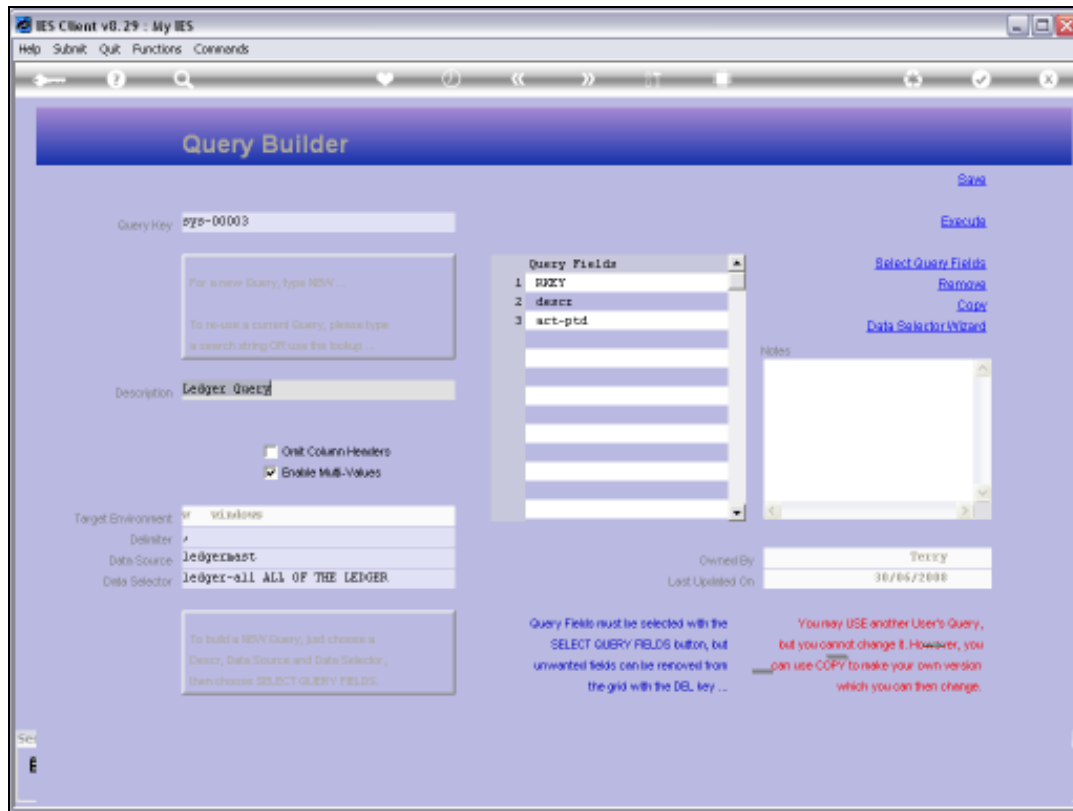 IES Client v8.29 : My IES
Help Submit Quit Functions Commands
Query Builder
Save
Query Key sys-00003
Execute
For a new Query, type NEW ...
To re-use a current Query, please type
a search string OR use the lookup ...
Query Fields
1 RKEY
2 descr
3 mrt-ptd
Select Query Fields
Remove
Copy
Data Selector Wizard
Notes
Description Ledger Query
Omit Column Headers
Enable Multi-Values
Target Environment w windows
Delimiter ,
Data Source ledgermast
Data Selector ledger-all ALL OF THE LEDGER
Owned By Terry
Last Updated On 30/06/2008
To build a NEW Query, just choose a
Descr, Data Source and Data Selector,
then choose SELECT QUERY FIELDS.
Query Fields must be selected with the
SELECT QUERY FIELDS button, but
unwanted fields can be removed from
the grid with the DEL key ...
You may USE another User's Query,
but you cannot change it. However, you
can use COPY to make your own version
which you can then change.